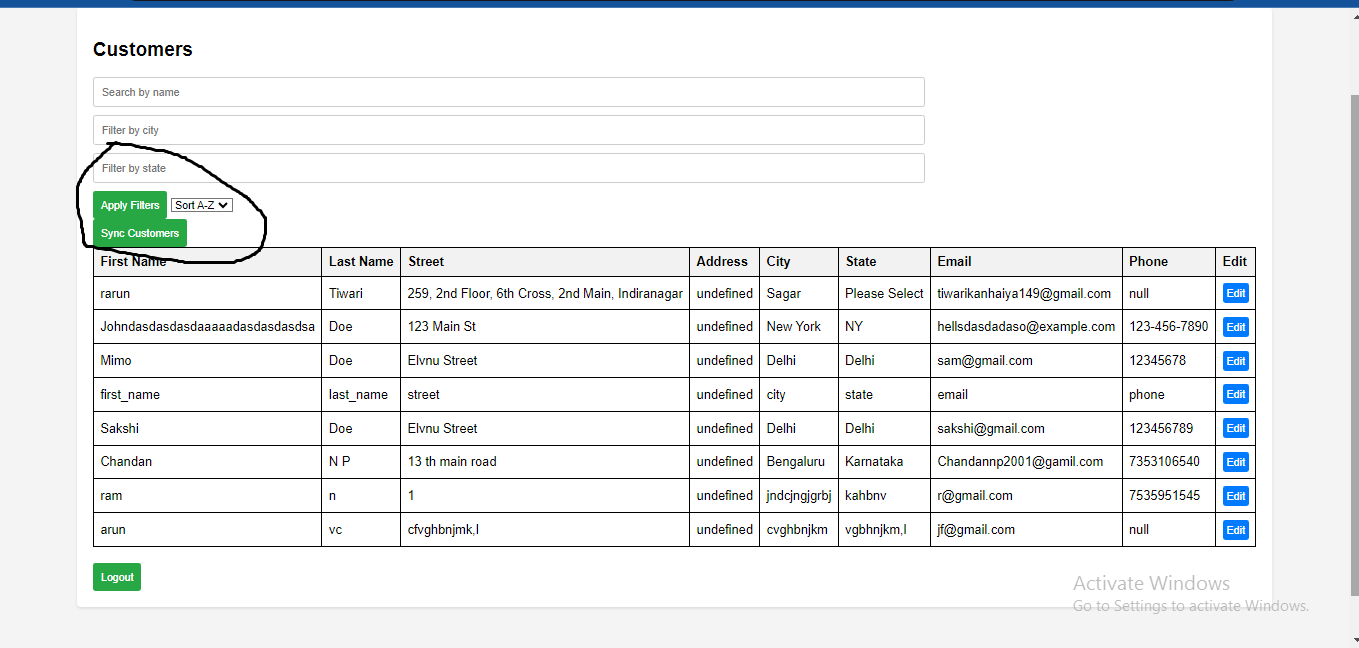 Customers
Search by name
Filter by city
Filter by state
Apply Filters Sort A-Z
Sync Customers
First Name Last Name Street Address City State Email Phone Edit
rarun Tiwari 259, 2nd Floor, 6th Cross, 2nd Main, Indiranagar undefined Sagar Please Select tiwarikanhaiya149@gmail.com null Edit
Johndasdasdasdaaaaadasdasdasdsa Doe 123 Main St undefined New York NY hellsdasdadaso@example.com 123-456-7890 Edit
Mimo Doe Elvnu Street undefined Delhi Delhi sam@gmail.com 12345678 Edit
first_name last_name street undefined city state email phone Edit
Sakshi Doe Elvnu Street undefined Delhi Delhi sakshi@gmail.com 123456789 Edit
Chandan N P 13 th main road undefined Bengaluru Karnataka Chandannp2001@gamil.com 7353106540 Edit
ram n 1 undefined jndcjngjgrbj kahbnv r@gmail.com 7535951545 Edit
arun vc cfvghbnjmk,l undefined cvghbnjkm vgbhnjkm,l jf@gmail.com null Edit
Logout
Activate Windows
Go to Settings to activate Windows.